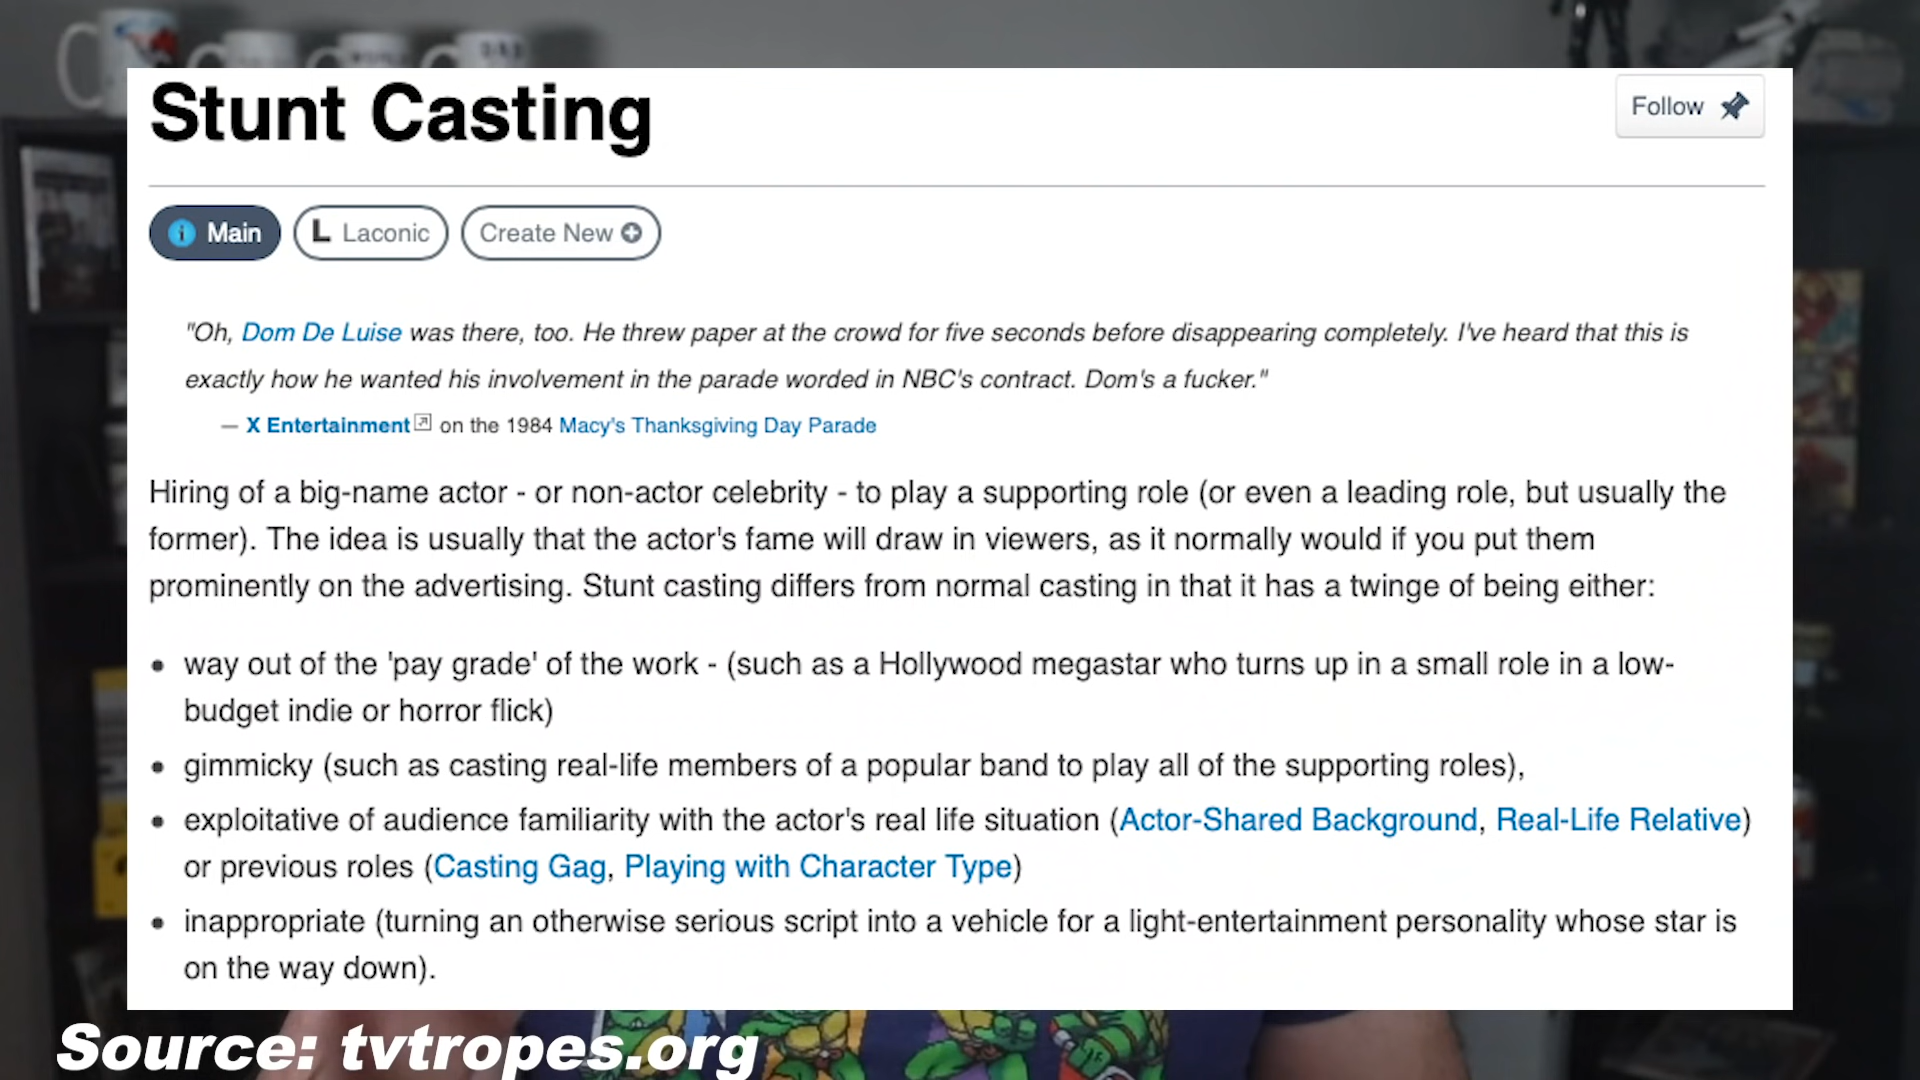 Stunt Casting
Follow
Main
L Laconic
Create New
"Oh, Dom De Luise was there, too. He threw paper at the crowd for five seconds before disappearing completely. I've heard that this is
exactly how he wanted his involvement in the parade worded in NBC's contract. Dom's a fucker."
— X Entertainment on the 1984 Macy's Thanksgiving Day Parade
Hiring of a big-name actor - or non-actor celebrity - to play a supporting role (or even a leading role, but usually the
former). The idea is usually that the actor's fame will draw in viewers, as it normally would if you put them
prominently on the advertising. Stunt casting differs from normal casting in that it has a twinge of being either:
• way out of the 'pay grade' of the work - (such as a Hollywood megastar who turns up in a small role in a low-
budget indie or horror flick)
• gimmicky (such as casting real-life members of a popular band to play all of the supporting roles),
• exploitative of audience familiarity with the actor's real life situation (Actor-Shared Background, Real-Life Relative)
or previous roles (Casting Gag, Playing with Character Type)
• inappropriate (turning an otherwise serious script into a vehicle for a light-entertainment personality whose star is
on the way down).
Source: tvtropes.org